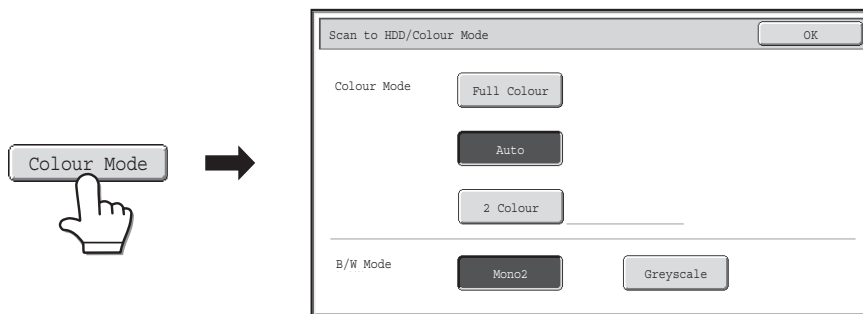 Scan to HDD/Colour Mode OK
Colour Mode Full Colour
Colour Mode
Auto
2 Colour
B/W Mode Mono2 Greyscale